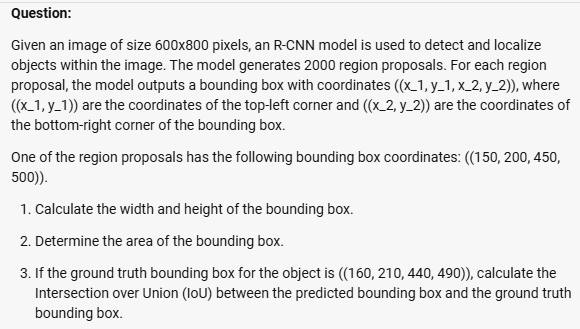 Question:
Given an image of size 600x800 pixels, an R-CNN model is used to detect and localize
objects within the image. The model generates 2000 region proposals. For each region
proposal, the model outputs a bounding box with coordinates ((x_1, y_1, x_2, y_2)), where
((x_1, y_1)) are the coordinates of the top-left corner and ((x_2, y_2)) are the coordinates of
the bottom-right corner of the bounding box.
One of the region proposals has the following bounding box coordinates: ((150, 200, 450,
500)).
1. Calculate the width and height of the bounding box.
2. Determine the area of the bounding box.
3. If the ground truth bounding box for the object is ((160, 210, 440, 490)), calculate the
Intersection over Union (IoU) between the predicted bounding box and the ground truth
bounding box.